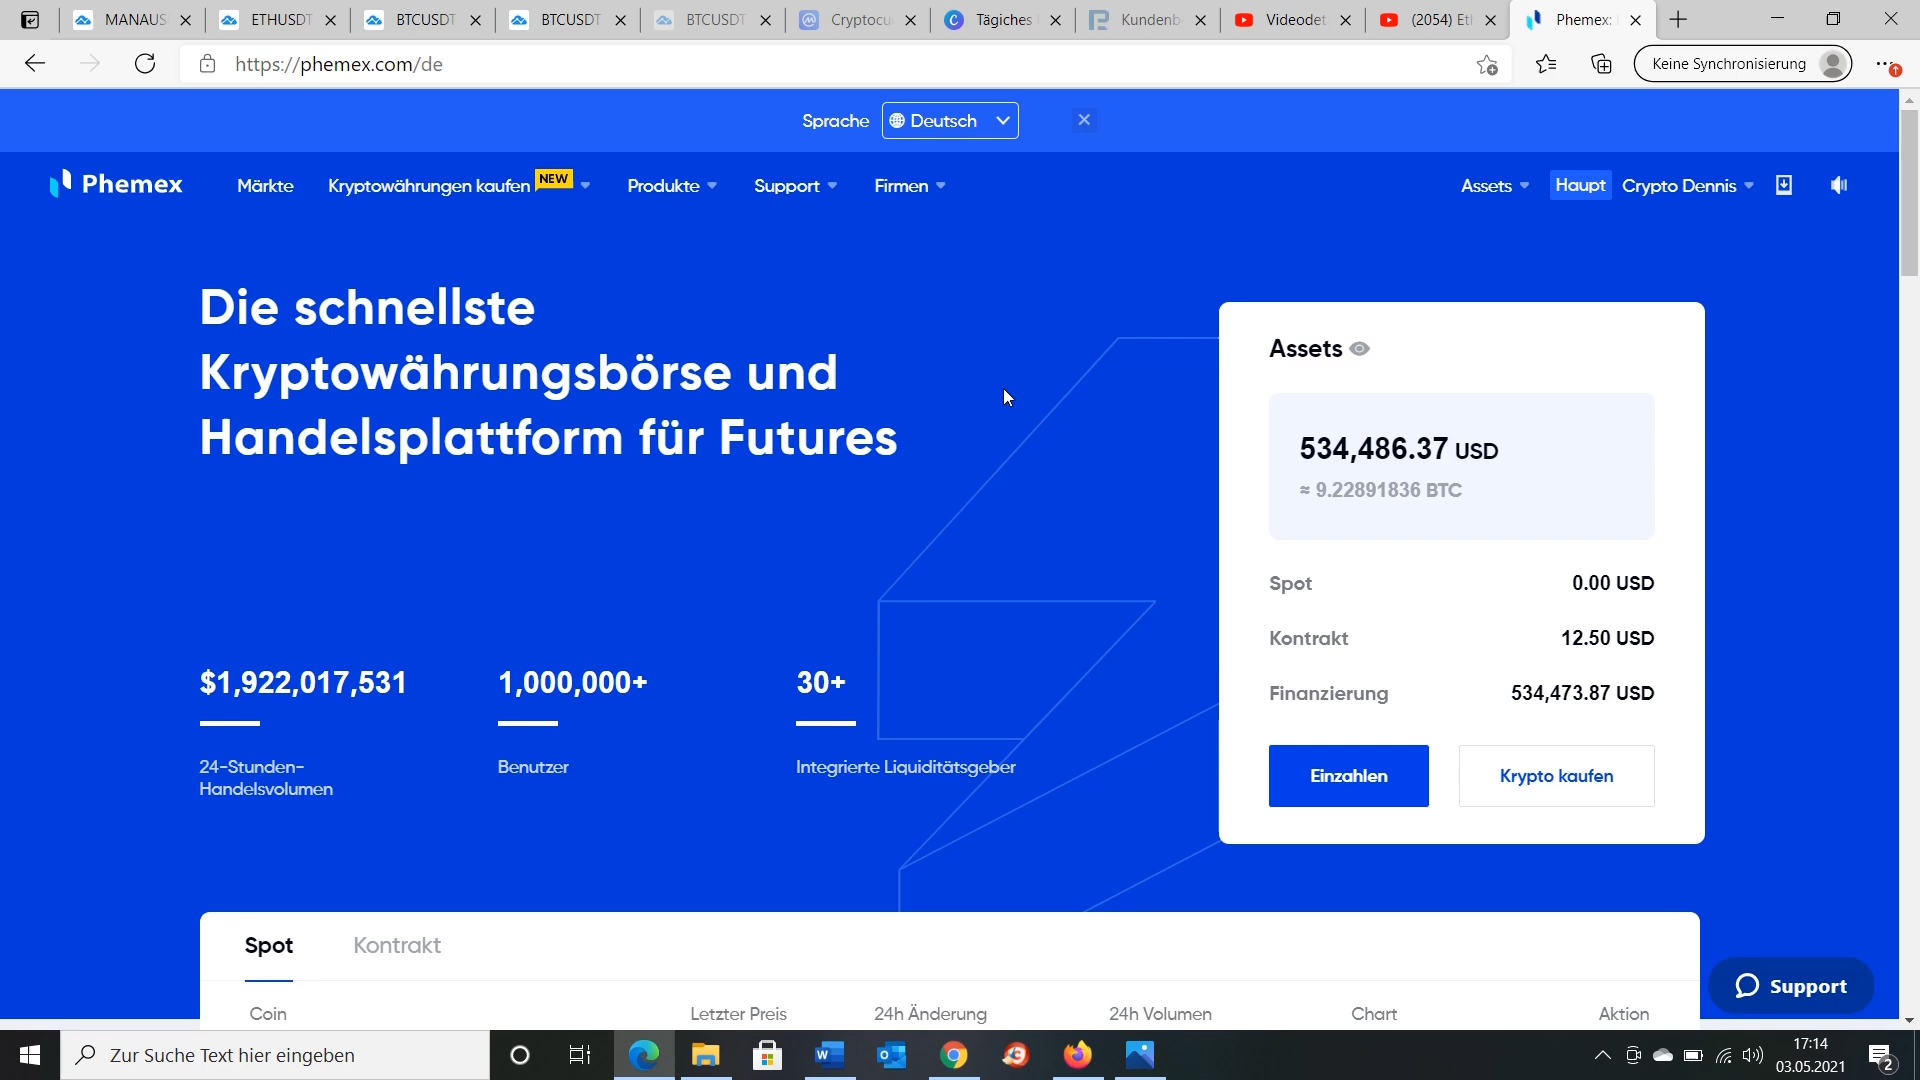 MANAUS
ETHUSDT
BTCUSDT
BTCUSDT
BTCUSDT
Cryptocu
Tägiches
Kundenb
Videodet
(2054) Et
Phemex:
https://phemex.com/de
Keine Synchronisierung
Sprache
Deutsch
Phemex
Märkte
Kryptowährungen kaufen
NEW
Produkte
Support
Firmen
Assets
Haupt
Crypto Dennis
Die schnellste
Kryptowährungsbörse und
Handelsplattform für Futures
Assets
534,486.37 USD
≈ 9.22891836 BTC
Spot 0.00 USD
Kontrakt 12.50 USD
Finanzierung 534,473.87 USD
Einzahlen
Krypto kaufen
$1,922,017,531
24-Stunden-
Handelsvolumen
1,000,000+
Benutzer
30+
Integrierte Liquiditätsgeber
Spot
Kontrakt
Coin
Letzter Preis
24h Änderung
24h Volumen
Chart
Aktion
Support
Zur Suche Text hier eingeben
17:14
03.05.2021
2